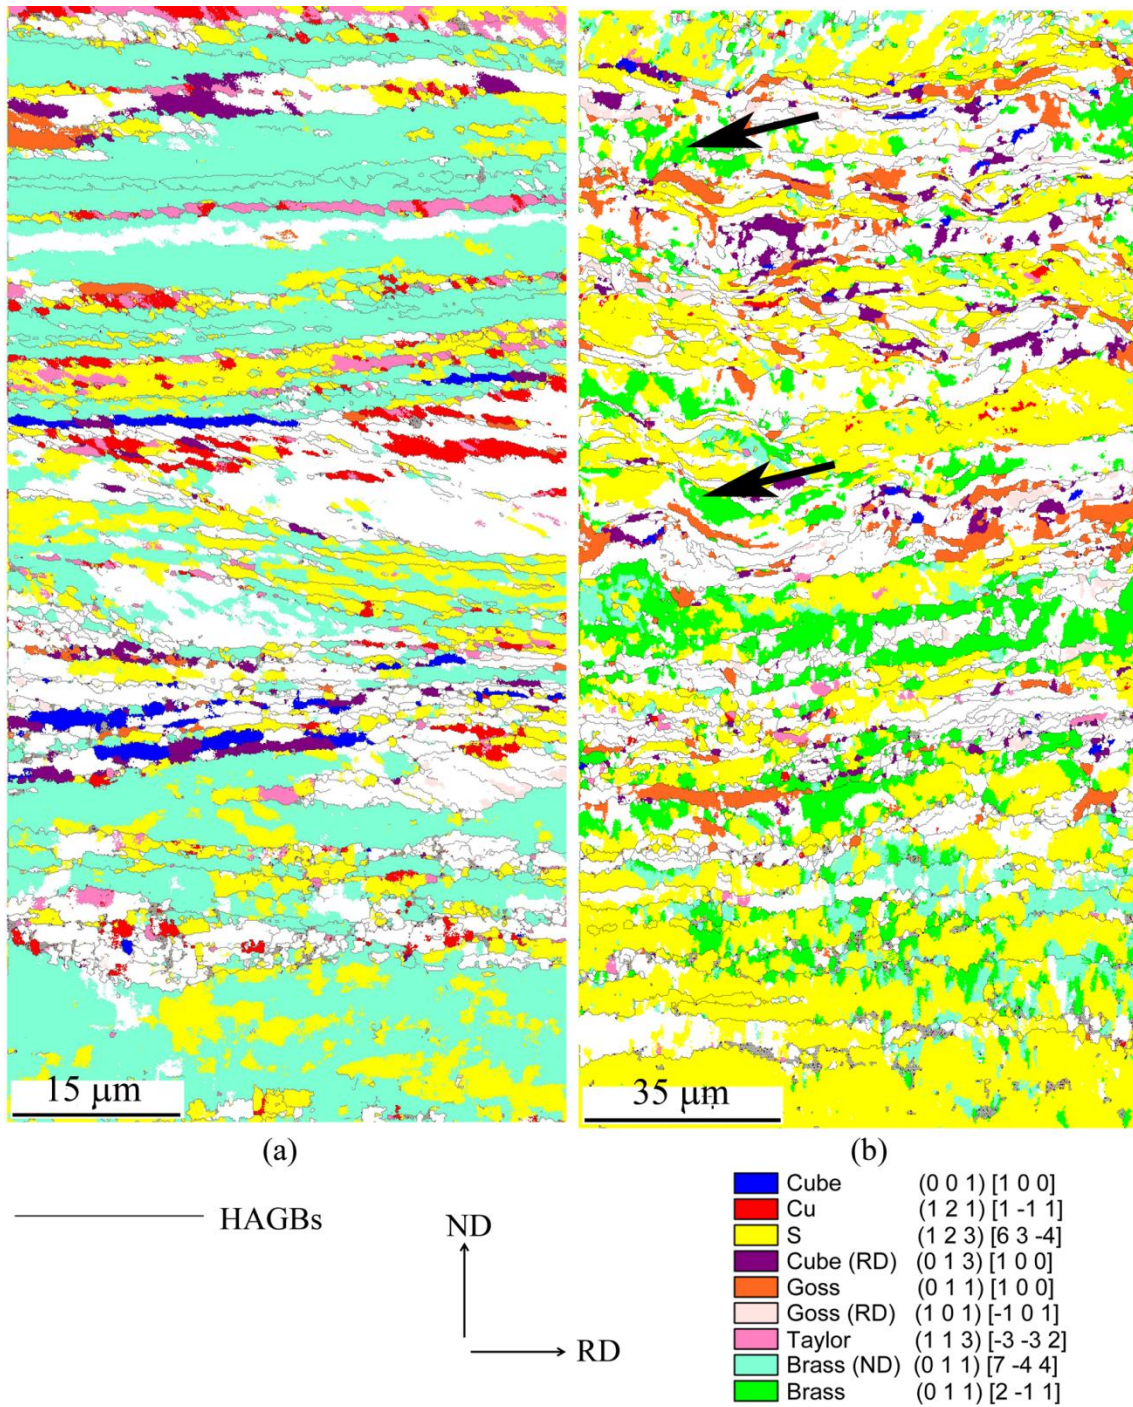 15 μm
35 μm
(a)
(b)
HAGBs
ND
RD
Cube (0 0 1) [1 0 0]
Cu (1 2 1) [1 -1 1]
S (1 2 3) [6 3 -4]
Cube (RD) (0 1 3) [1 0 0]
Goss (0 1 1) [1 0 0]
Goss (RD) (1 0 1) [-1 0 1]
Taylor (1 1 3) [-3 -3 2]
Brass (ND) (0 1 1) [7 -4 4]
Brass (0 1 1) [2 -1 1]